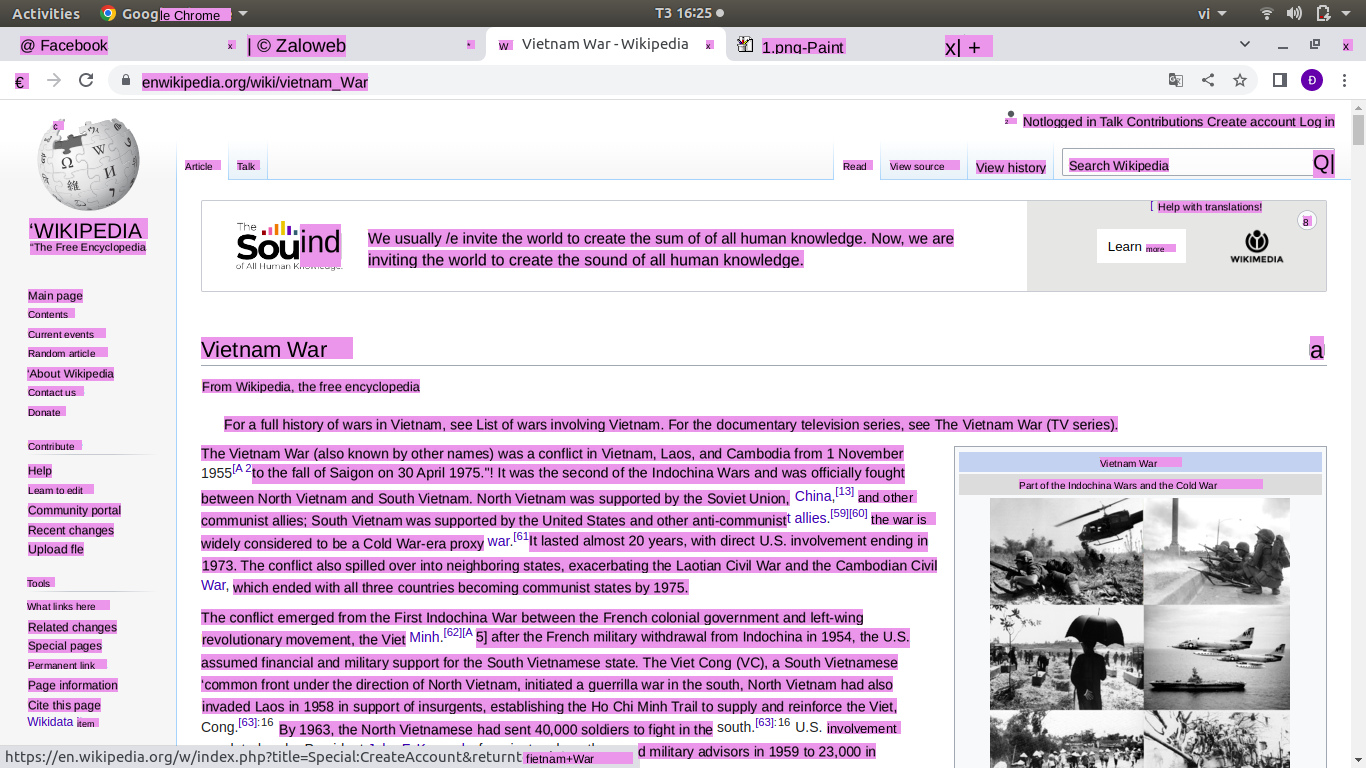 Activities Google Chrome T3 16:25 vi
@ Facebook x | © Zaloweb * W Vietnam War - Wikipedia x 1.png-Paint x| + x
€ enwikipedia.org/wiki/vietnam_War Đ
Notlogged in Talk Contributions Create account Log in
Article Talk Read View source View history Search Wikipedia Q|
‘WIKIPEDIA
“The Free Encyclopedia
Main page
Contents
Current events
Random article
‘About Wikipedia
Contact us
Donate
Contribute
Help
Leam to edit
Community portal
Recent changes
Upload fle
Tools
What links here
Related changes
Special pages
Permanent link
Page information
Cite this page
Wikidata item
[ Help with translations!
8
The
Souind
of All Human Knowledge.
We usually /e invite the world to create the sum of of all human knowledge. Now, we are
inviting the world to create the sound of all human knowledge.
Learn more
WIKIMEDIA
Vietnam War a
From Wikipedia, the free encyclopedia
For a full history of wars in Vietnam, see List of wars involving Vietnam. For the documentary television series, see The Vietnam War (TV series).
The Vietnam War (also known by other names) was a conflict in Vietnam, Laos, and Cambodia from 1 November
1955[A 2to the fall of Saigon on 30 April 1975."! It was the second of the Indochina Wars and was officially fought
between North Vietnam and South Vietnam. North Vietnam was supported by the Soviet Union, China,[13] and other
communist allies; South Vietnam was supported by the United States and other anti-communist allies.[59][60] the war is
widely considered to be a Cold War-era proxy war.[61It lasted almost 20 years, with direct U.S. involvement ending in
1973. The conflict also spilled over into neighboring states, exacerbating the Laotian Civil War and the Cambodian Civil
War, which ended with all three countries becoming communist states by 1975.
The conflict emerged from the First Indochina War between the French colonial government and left-wing
revolutionary movement, the Viet Minh.[62][A 5] after the French military withdrawal from Indochina in 1954, the U.S.
assumed financial and military support for the South Vietnamese state. The Viet Cong (VC), a South Vietnamese
‘common front under the direction of North Vietnam, initiated a guerrilla war in the south, North Vietnam had also
invaded Laos in 1958 in support of insurgents, establishing the Ho Chi Minh Trail to supply and reinforce the Viet,
Cong.[63]:16 By 1963, the North Vietnamese had sent 40,000 soldiers to fight in the south.[63]:16 U.S. involvement
d military advisors in 1959 to 23,000 in
Vietnam War
Part of the Indochina Wars and the Cold War
https://en.wikipedia.org/w/index.php?title=Special:CreateAccount&returnt fietnam+War